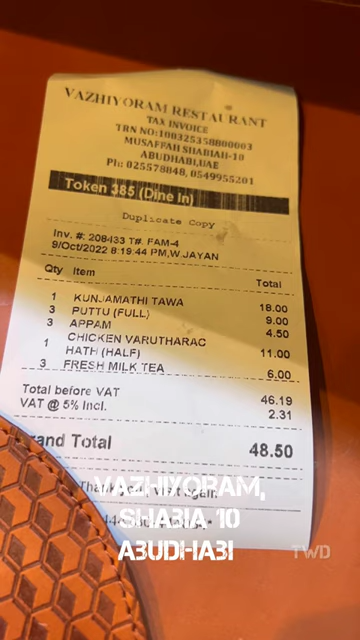 VAZHIYORAM RESTAURANT
TAX INVOICE
TRN NO:100325358800003
MUSAFFAH SHABIAH-10
ABUDHABI,UAE
Ph: 025578848, 0549955201
Token 385 (Dine In)
Duplicate Copy
Inv. #: 208433 T#. FAM-4
9/Oct/2022 8:19:44 PM,W.JAYAN
Qty Item Total
1 KUNJAMATHI TAWA 18.00
3 PUTTU (FULL) 9.00
3 APPAM 4.50
1 CHICKEN VARUTHARAC
HATH (HALF) 11.00
3 FRESH MILK TEA 6.00
Total before VAT 46.19
VAT @ 5% Incl. 2.31
rand Total 48.50
visit again
VAZHIYORAM,
SHABIA 10
ABUDHABI
TWD